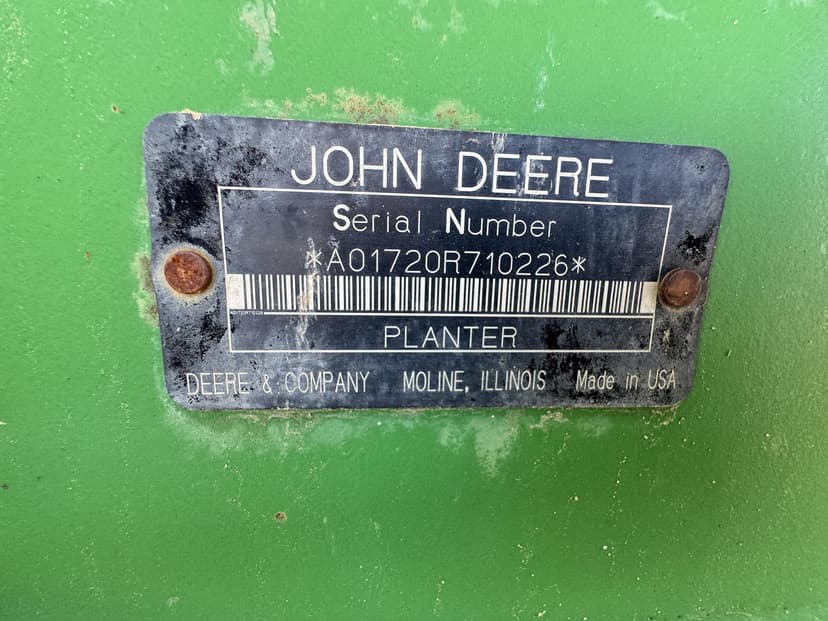 JOHN DEERE
Serial Number
*A01720R710226*
PLANTER
DEERE & COMPANY MOLINE, ILLINOIS Made in USA